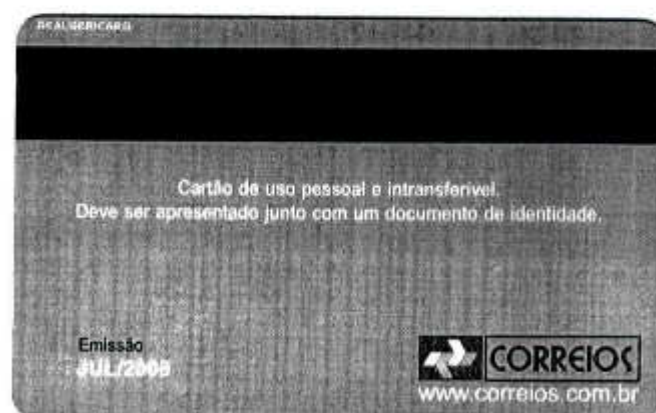 Cartão de uso pessoal e intransferível.
Deve ser apresentado junto com um documento de identidade.
Emissão
CORREIOS
www.correios.com.br